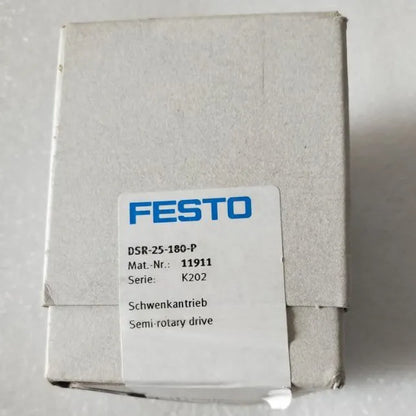 FESTO
DSR-25-180-P
Mat.-Nr.: 11911
Serie: K202
Schwenkantrieb
Semi-rotary drive